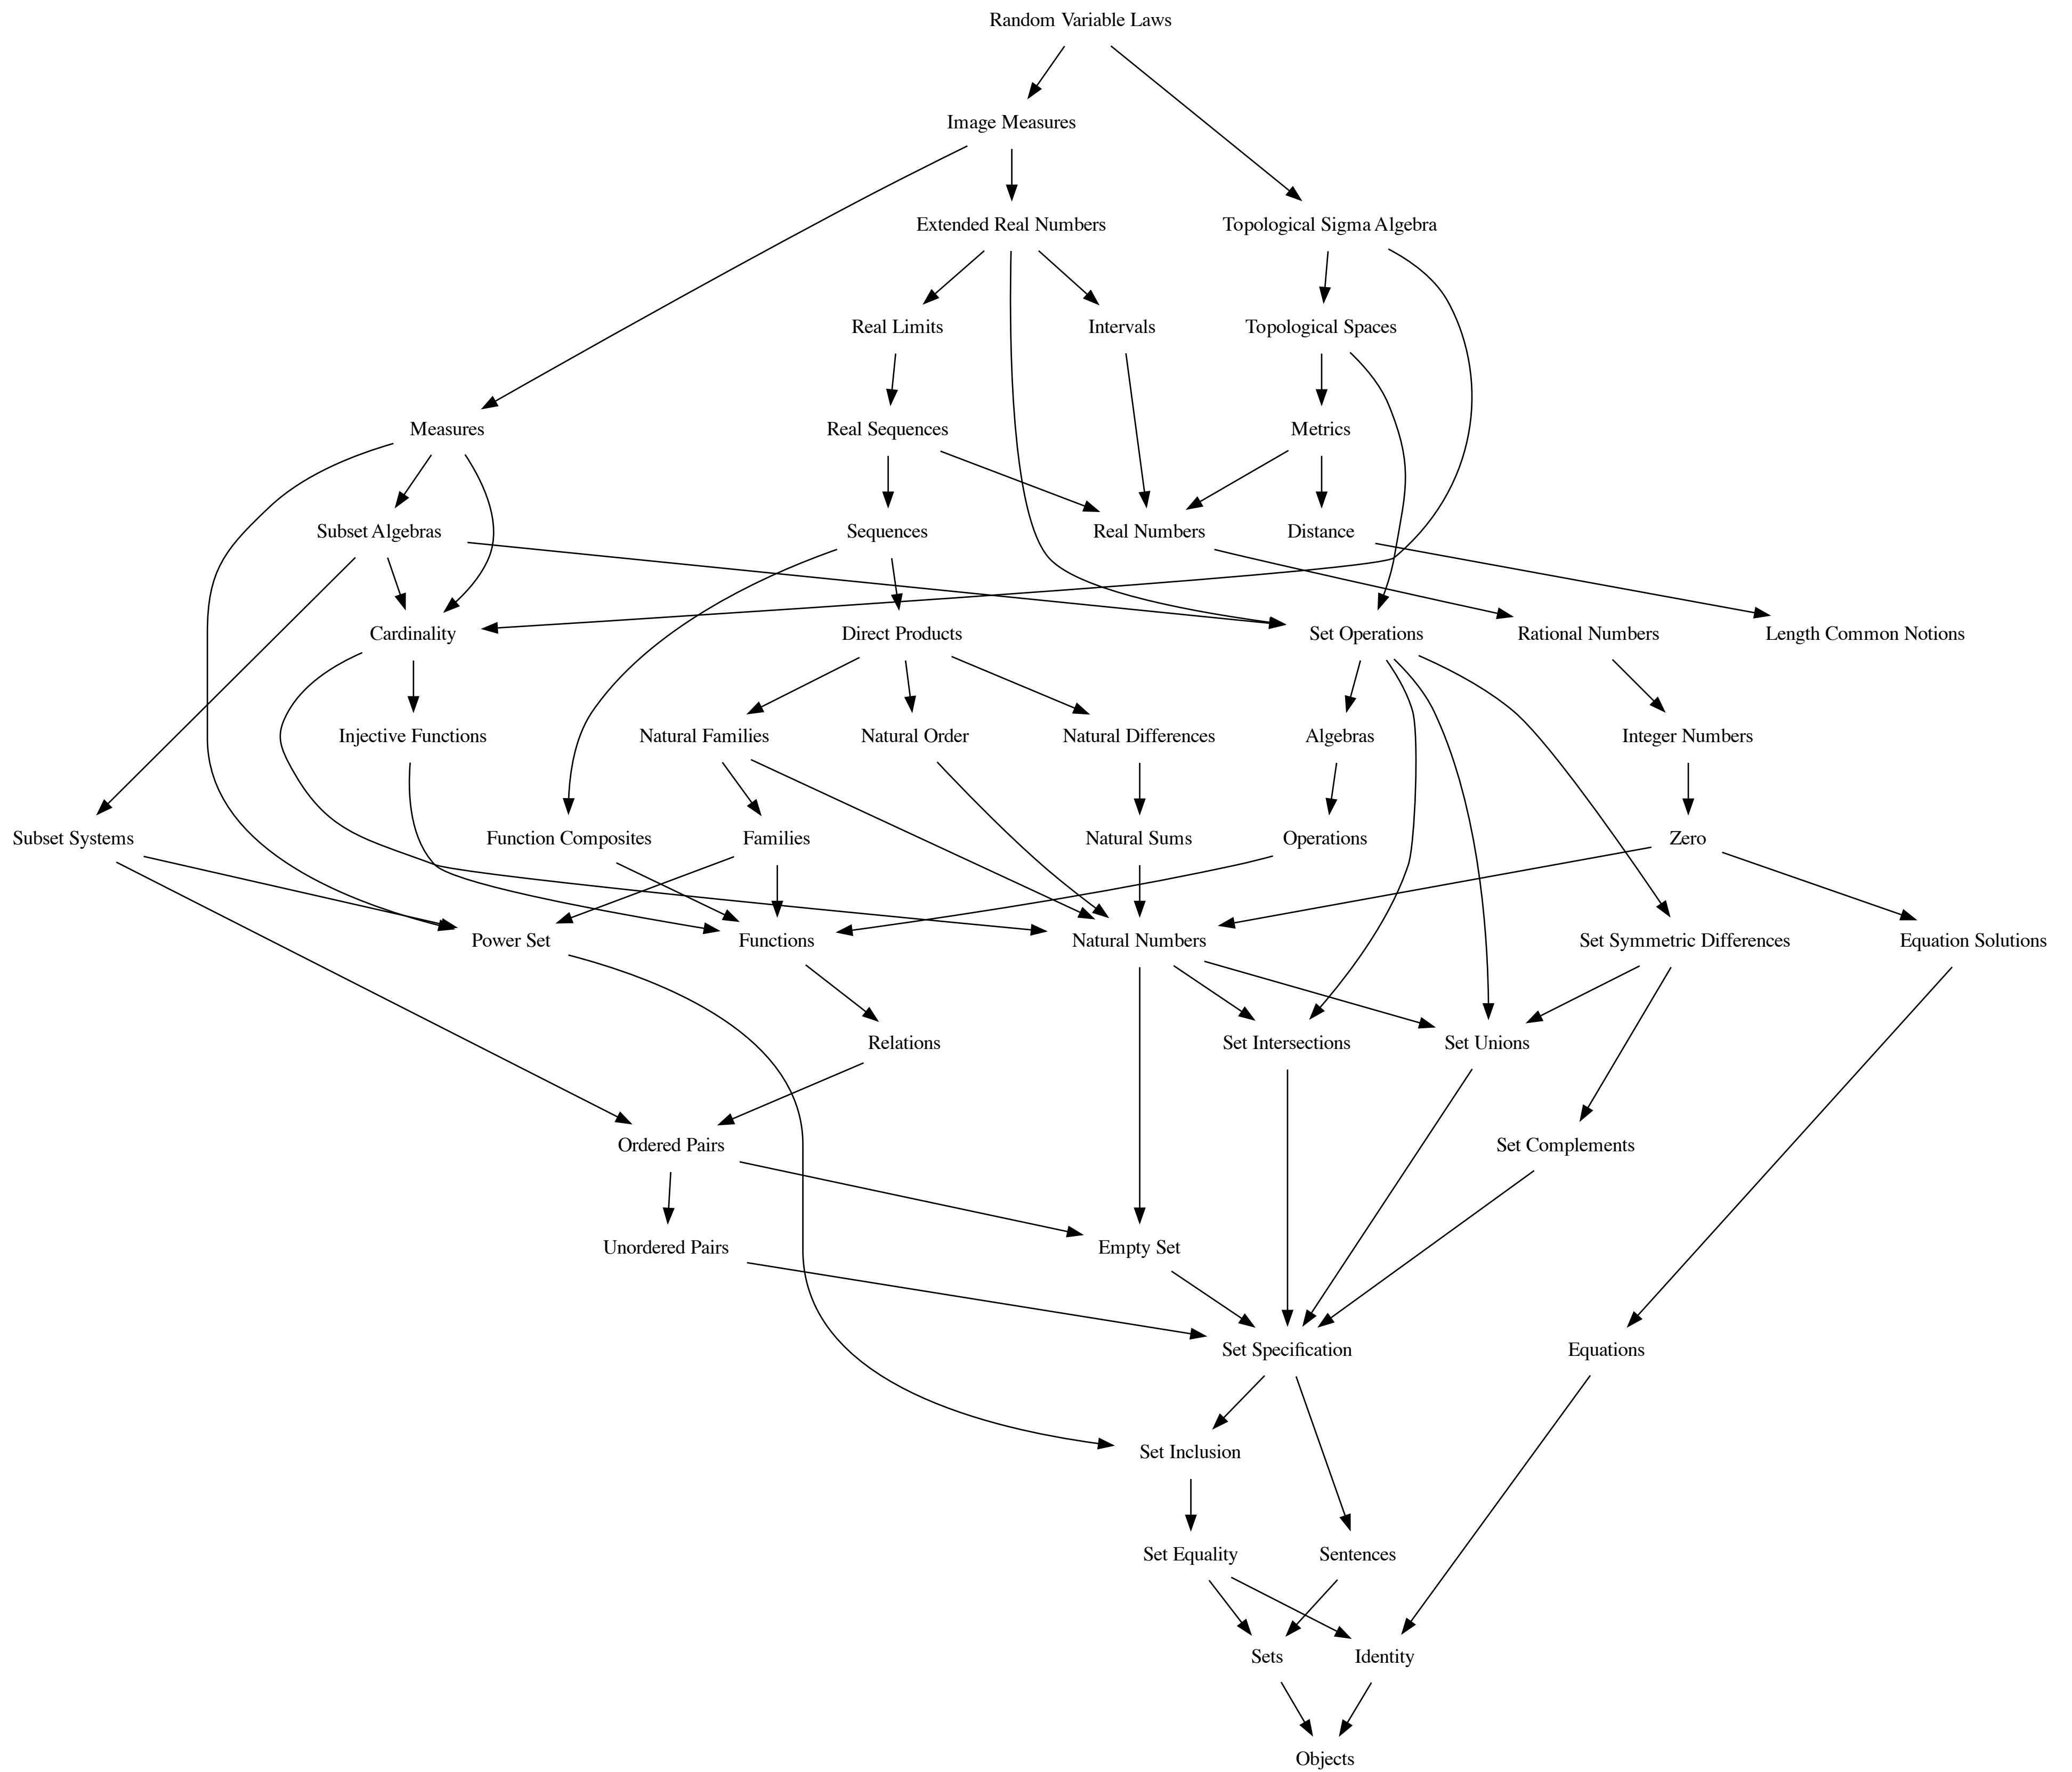 Random Variable Laws
Image Measures
Extended Real Numbers
Topological Sigma Algebra
Real Limits
Intervals
Topological Spaces
Measures
Real Sequences
Metrics
Subset Algebras
Sequences
Real Numbers
Distance
Cardinality
Direct Products
Set Operations
Rational Numbers
Length Common Notions
Injective Functions
Natural Families
Natural Order
Natural Differences
Algebras
Integer Numbers
Subset Systems
Function Composites
Families
Natural Sums
Operations
Zero
Power Set
Functions
Natural Numbers
Set Symmetric Differences
Equation Solutions
Relations
Set Intersections
Set Unions
Ordered Pairs
Set Complements
Unordered Pairs
Empty Set
Set Specification
Equations
Set Inclusion
Set Equality
Sentences
Sets
Identity
Objects